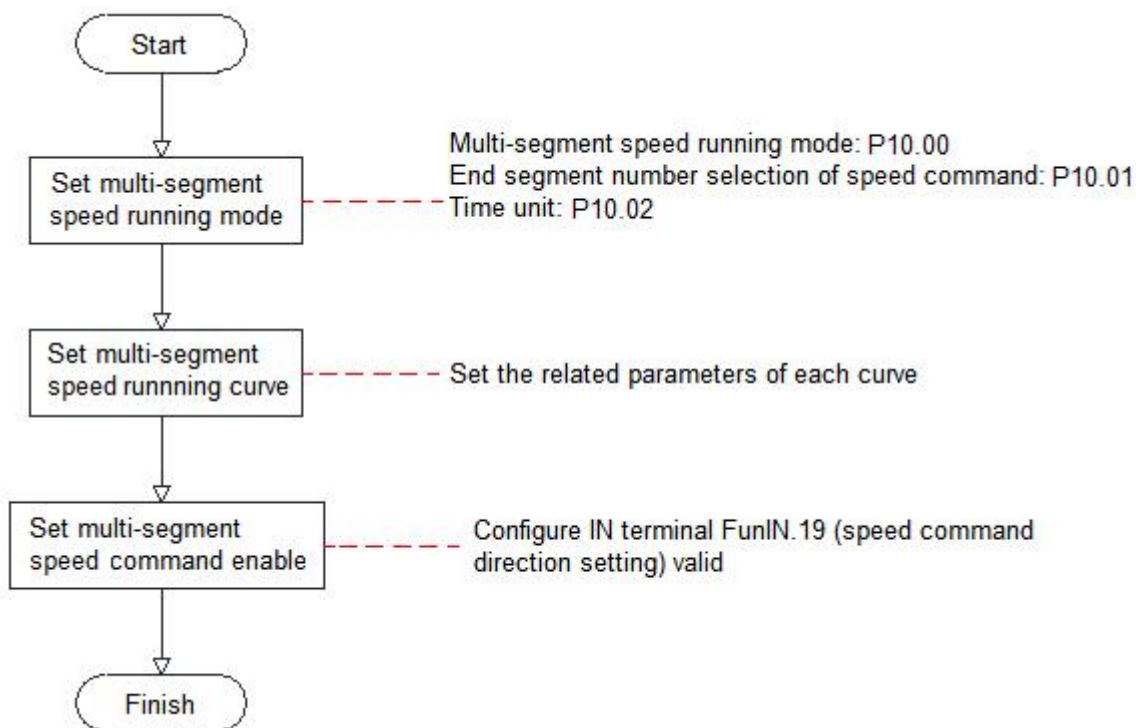 Start
Set multi-segment
speed running mode
Multi-segment speed running mode: P10.00
End segment number selection of speed command: P10.01
Time unit: P10.02
Set multi-segment
speed runnning curve
Set the related parameters of each curve
Set multi-segment
speed command enable
Configure IN terminal FunIN.19 (speed command
direction setting) valid
Finish